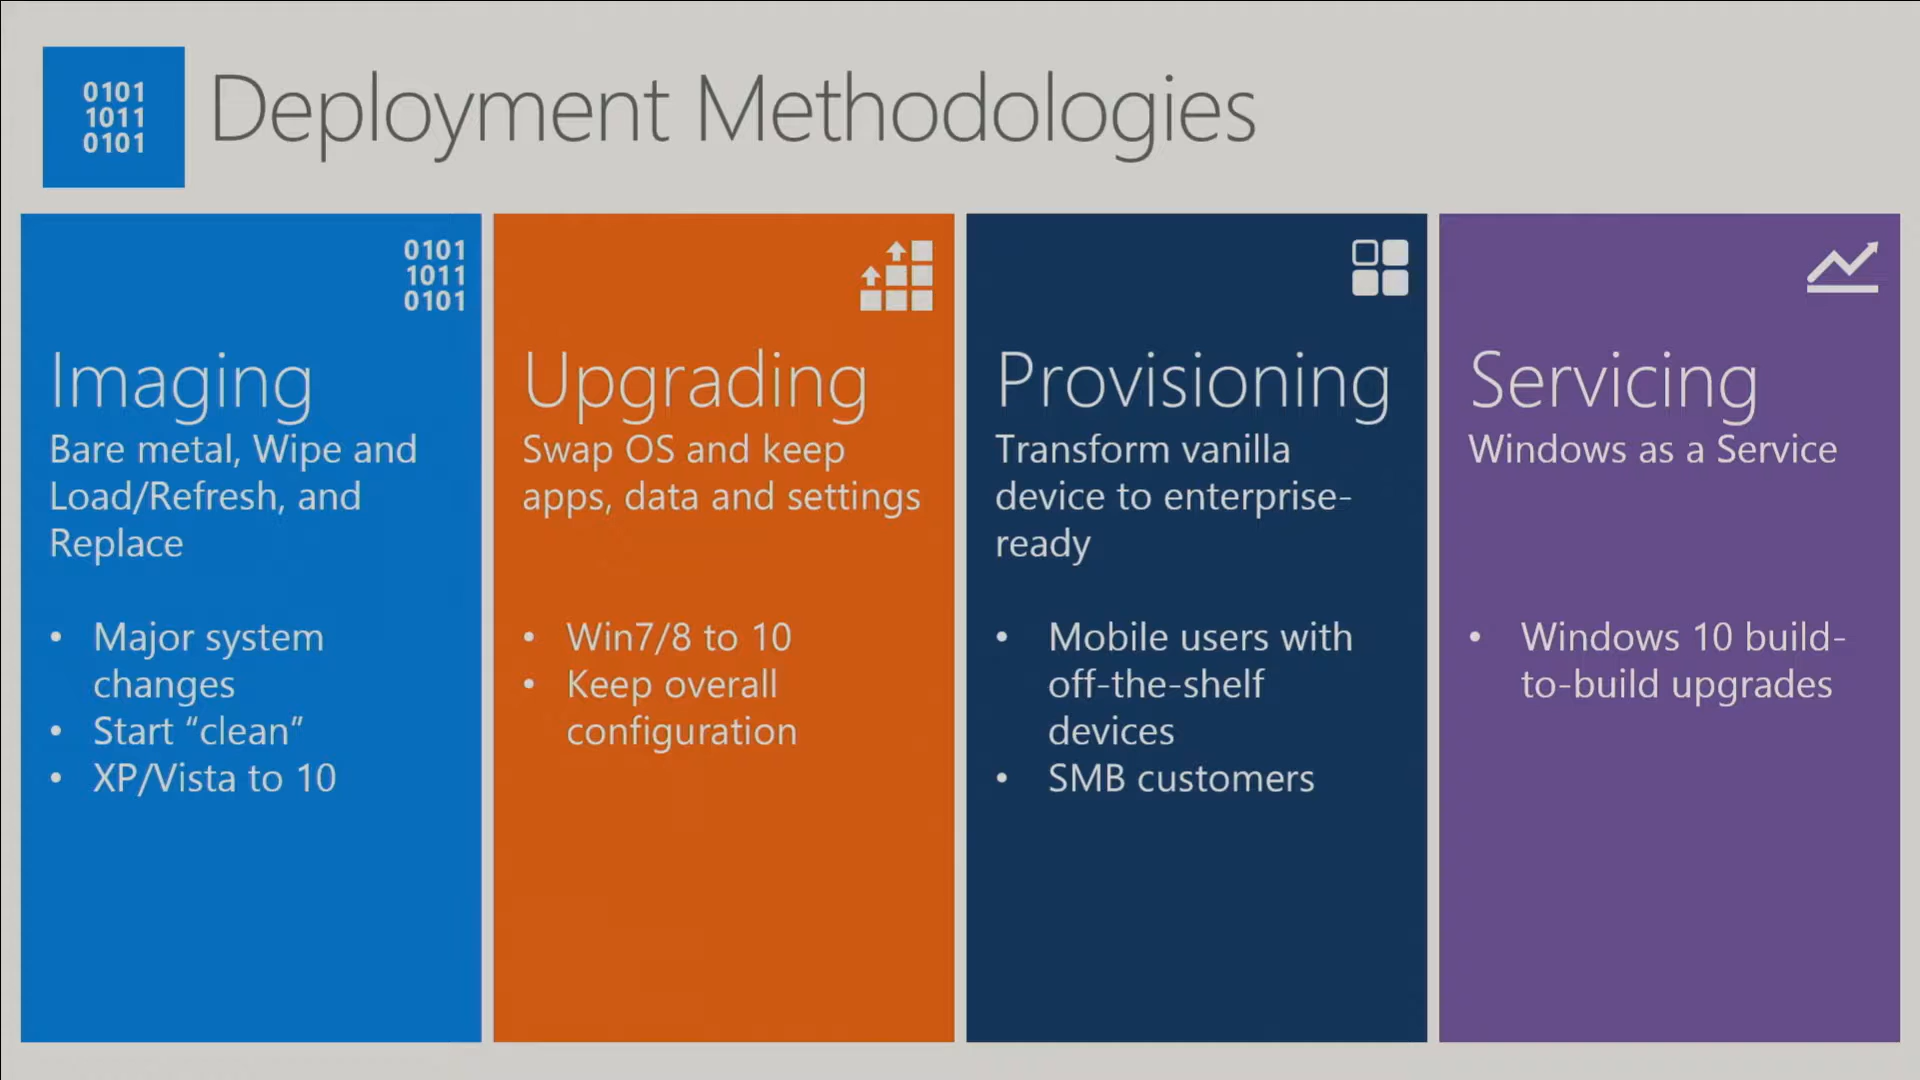 0101
1011
0101
Deployment Methodologies
0101
1011
0101
Imaging
Bare metal, Wipe and
Load/Refresh, and
Replace
• Major system
changes
• Start “clean”
• XP/Vista to 10
Upgrading
Swap OS and keep
apps, data and settings
• Win7/8 to 10
• Keep overall
configuration
Provisioning
Transform vanilla
device to enterprise-
ready
• Mobile users with
off-the-shelf
devices
• SMB customers
Servicing
Windows as a Service
• Windows 10 build-
to-build upgrades